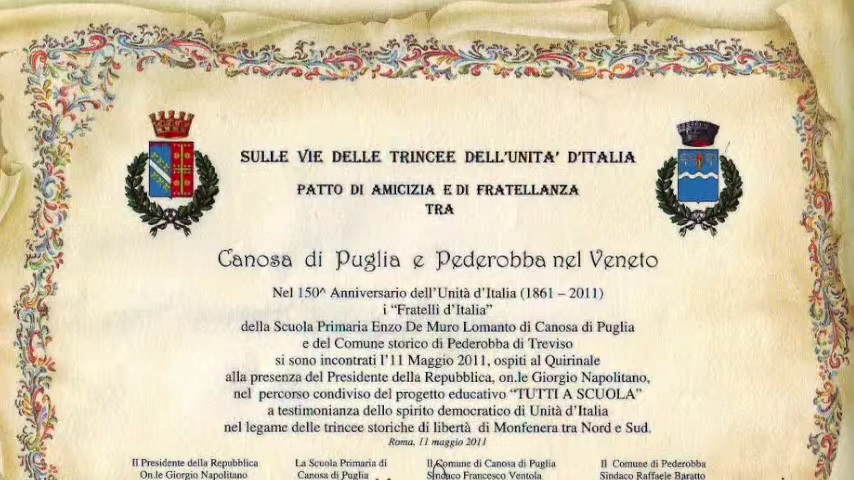 SULLE VIE DELLE TRINCEE DELL'UNITA' D'ITALIA
PATTO DI AMICIZIA E DI FRATELLANZA
TRA
Canosa di Puglia e Pederobba nel Veneto
Nel 150^ Anniversario dell'Unità d'Italia (1861 – 2011)
i "Fratelli d'Italia"
della Scuola Primaria Enzo De Muro Lomanto di Canosa di Puglia
e del Comune storico di Pederobba di Treviso
si sono incontrati l'11 Maggio 2011, ospiti al Quirinale
alla presenza del Presidente della Repubblica, on.le Giorgio Napolitano,
nel percorso condiviso del progetto educativo "TUTTI A SCUOLA"
a testimonianza dello spirito democratico di Unità d'Italia
nel legame delle trincee storiche di libertà di Monfenera tra Nord e Sud.
Roma, 11 maggio 2011
Il Presidente della Repubblica La Scuola Primaria di Il Comune di Canosa di Puglia Il Comune di Pederobba
On.le Giorgio Napolitano Canosa di Puglia Sindaco Francesco Ventola Sindaco Raffaele Baratto